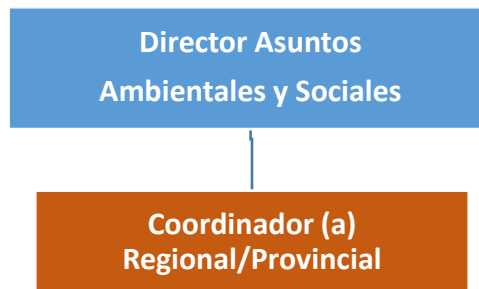 Director Asuntos
Ambientales y Sociales
Coordinador (a)
Regional/Provincial